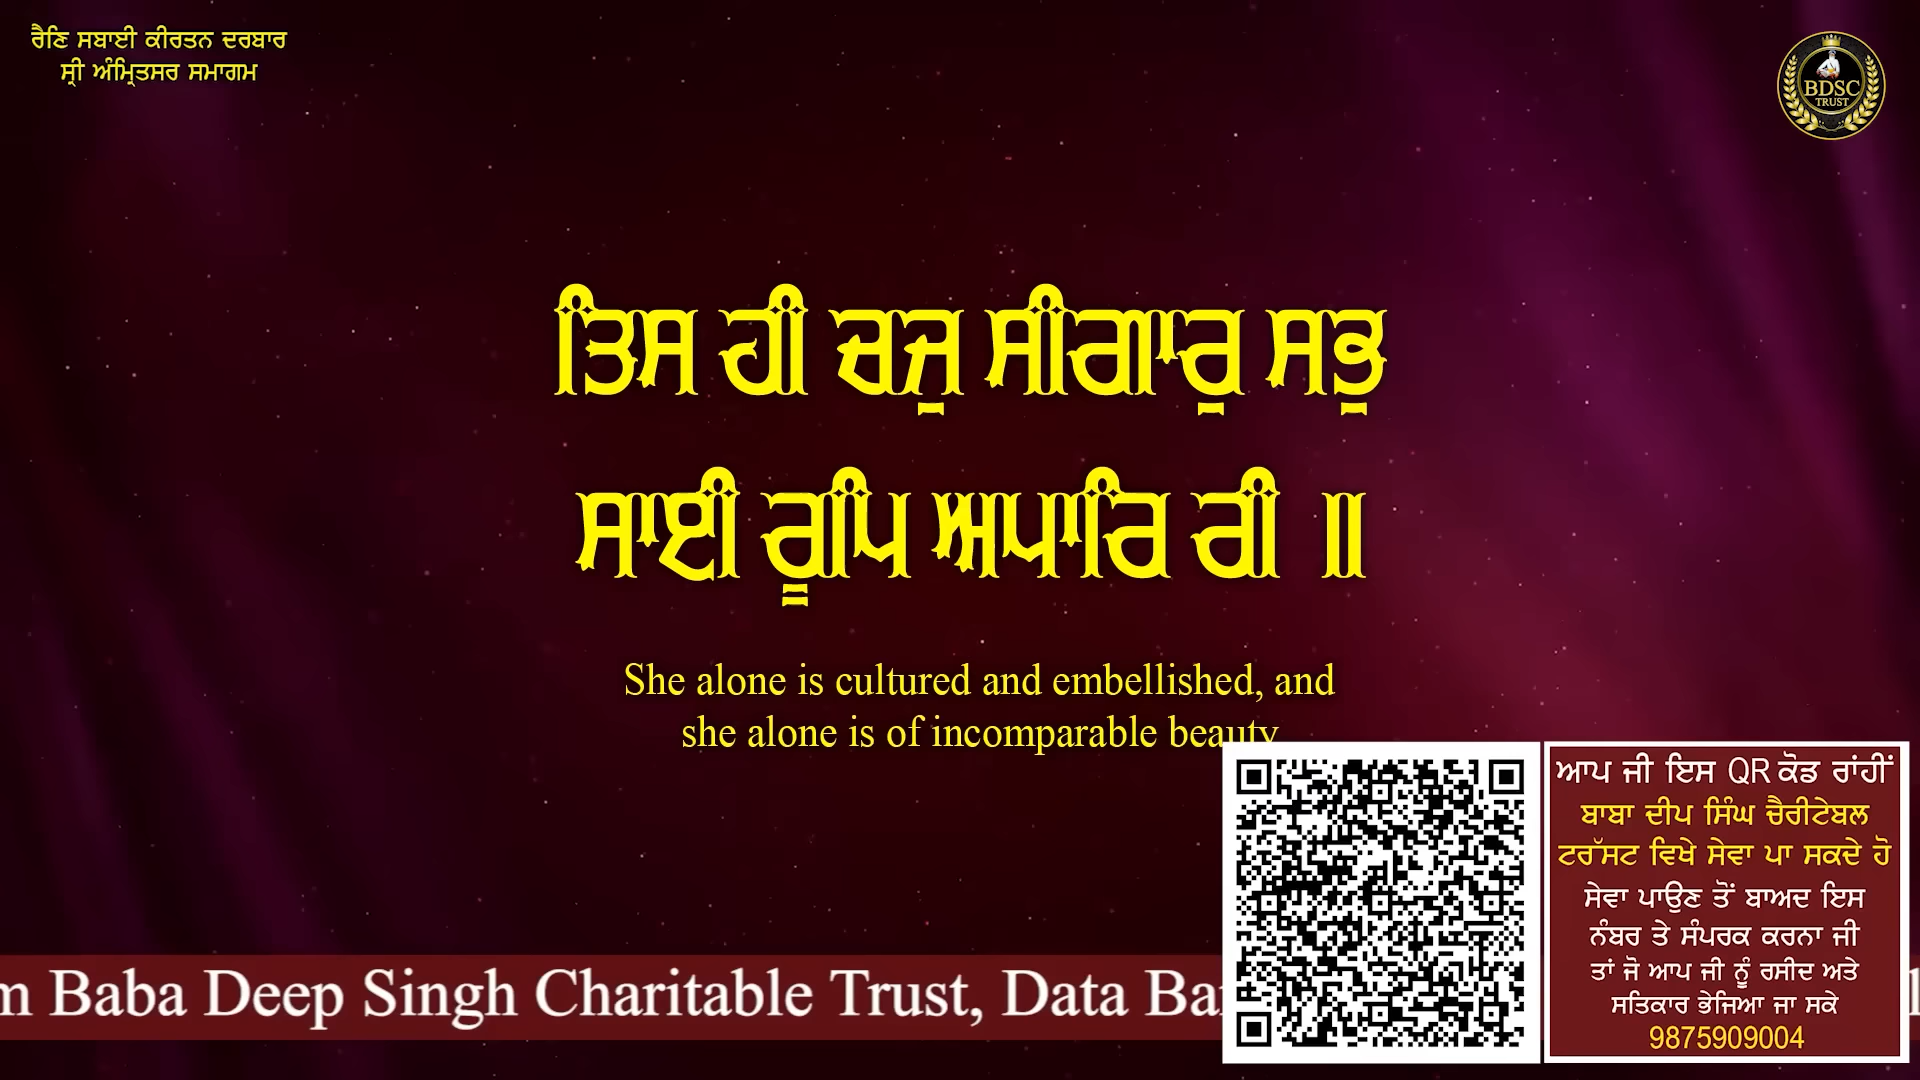 ਰੈਣਿ ਸਬਾਈ ਕੀਰਤਨ ਦਰਬਾਰ
ਸ੍ਰੀ ਅੰਮ੍ਰਿਤਸਰ ਸਮਾਗਮ
BDSC
TRUST
ਤਿਸ ਹੀ ਚਜੁ ਸੀਗਾਰੁ ਸਭੁ
ਸਾਈ ਰੂਪਿ ਅਪਾਰਿ ਰੀ ॥
She alone is cultured and embellished, and
she alone is of incomparable beauty
ਆਪ ਜੀ ਇਸ QR ਕੋਡ ਰਾਂਹੀਂ
ਬਾਬਾ ਦੀਪ ਸਿੰਘ ਚੈਰੀਟੇਬਲ
ਟਰੱਸਟ ਵਿਖੇ ਸੇਵਾ ਪਾ ਸਕਦੇ ਹੋ
ਸੇਵਾ ਪਾਉਣ ਤੋਂ ਬਾਅਦ ਇਸ
ਨੰਬਰ ਤੇ ਸੰਪਰਕ ਕਰਨਾ ਜੀ
ਤਾਂ ਜੋ ਆਪ ਜੀ ਨੂੰ ਰਸੀਦ ਅਤੇ
ਸਤਿਕਾਰ ਭੇਜਿਆ ਜਾ ਸਕੇ
9875909004
Baba Deep Singh Charitable Trust, Data